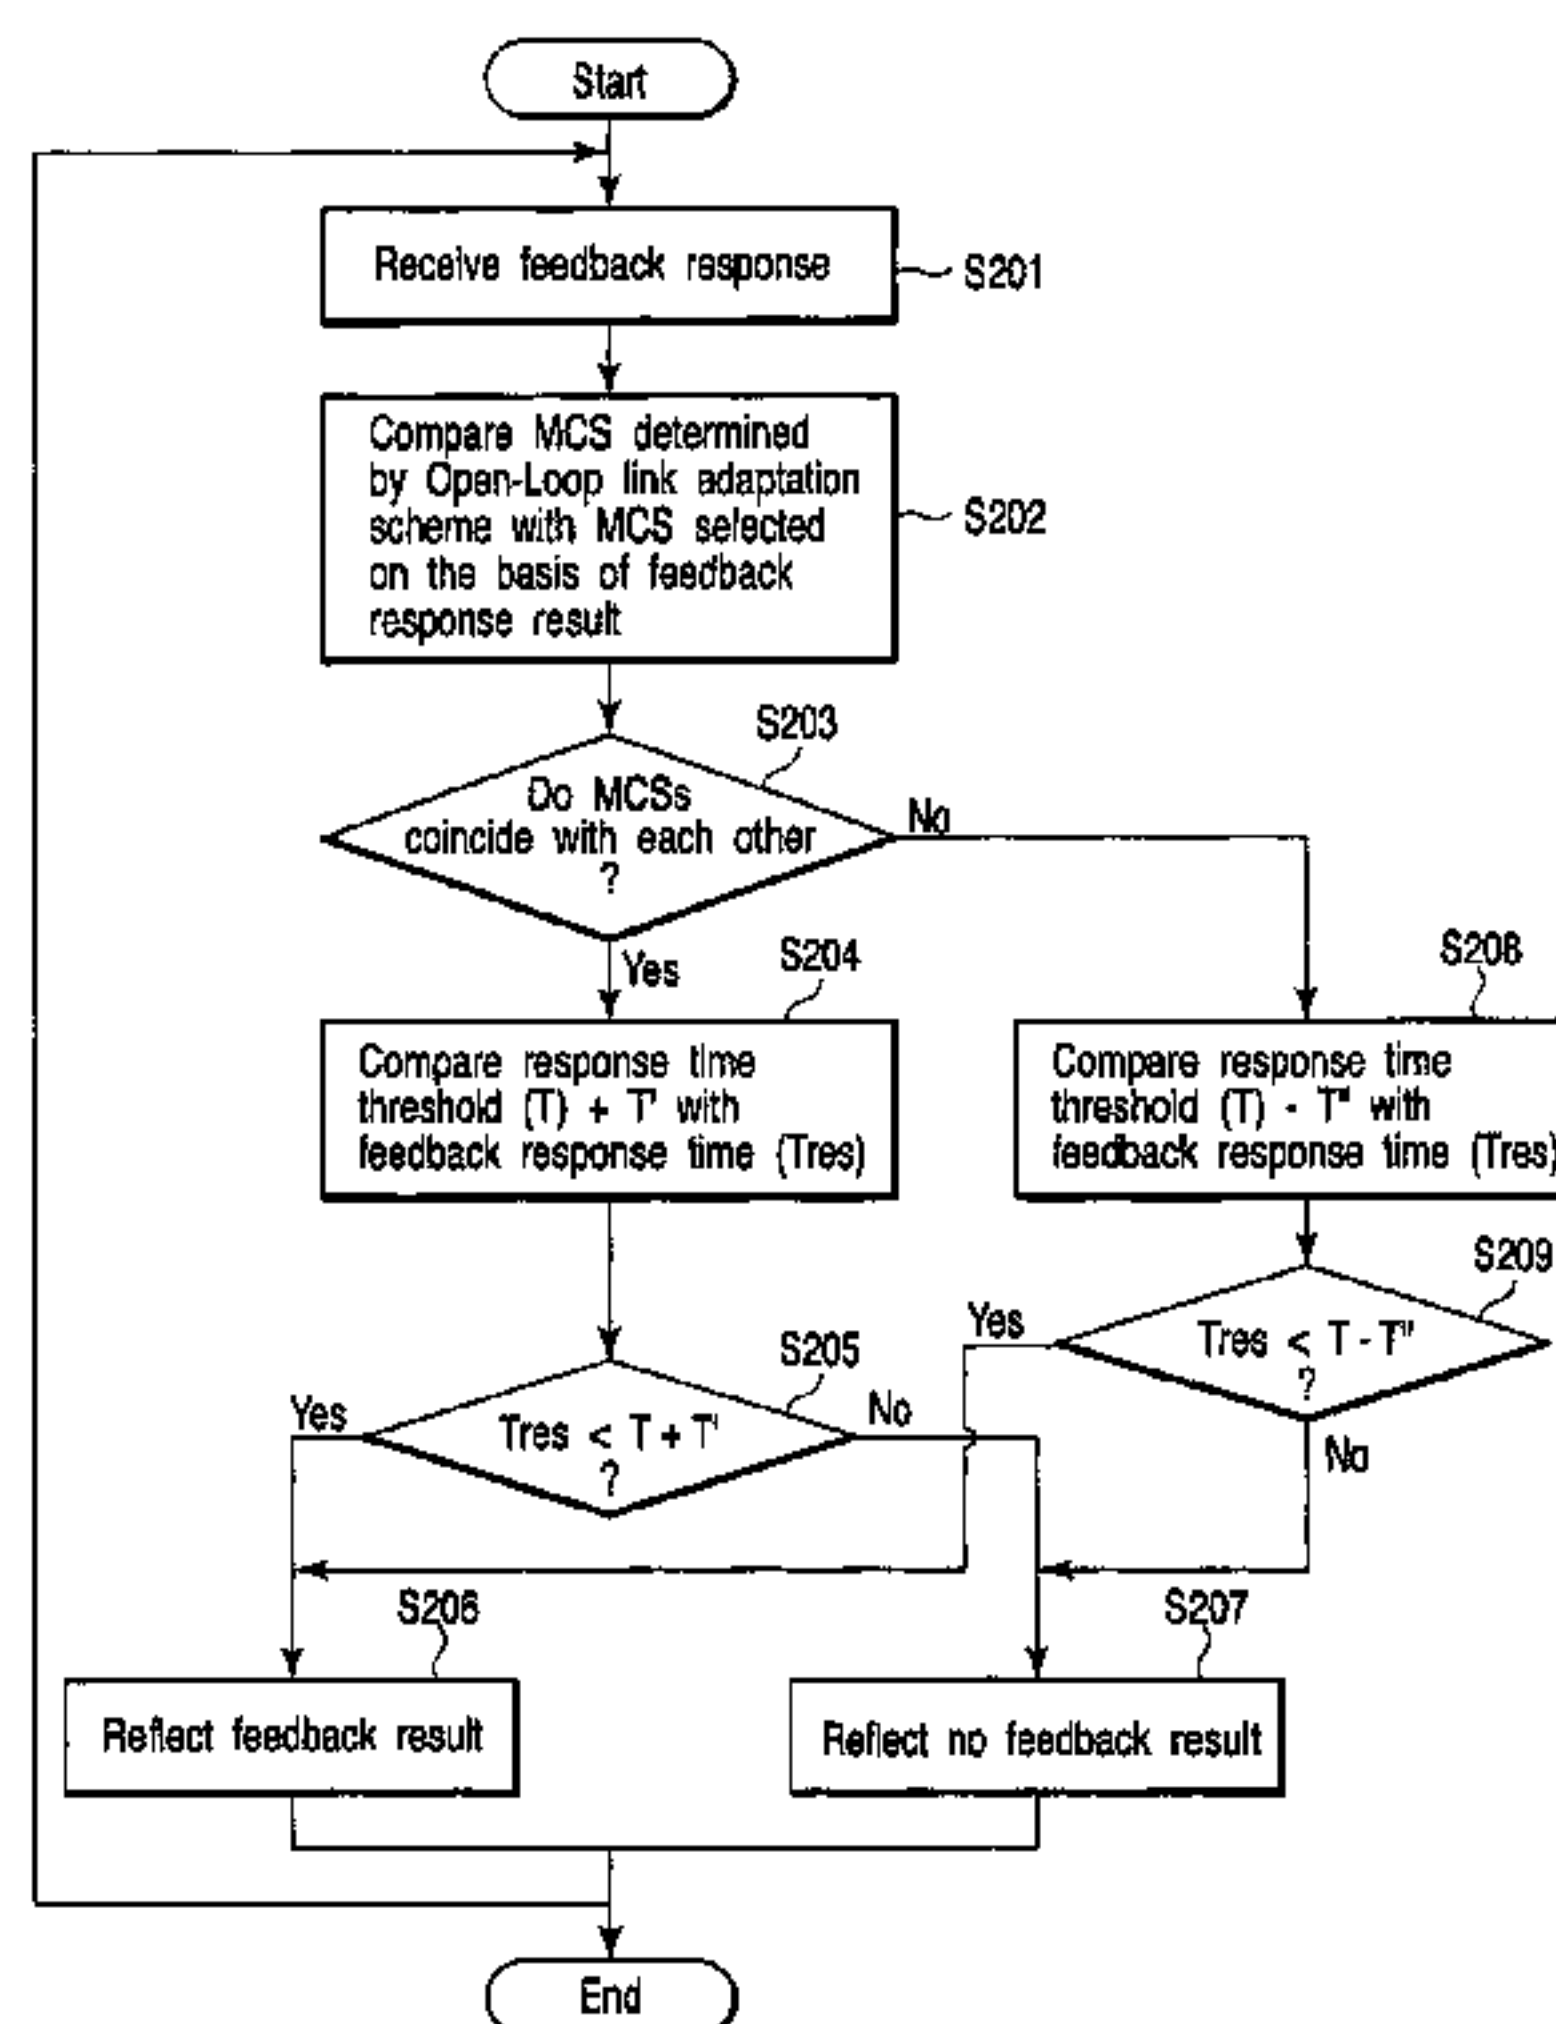 Start
Receive feedback response
S201
Compare MCS determined
by Open-Loop link adaptation
scheme with MCS selected
on the basis of feedback
response result
S202
S203
Do MCSs
coincide with each other
?
No
Yes
S204
Compare response time
threshold (T) + T' with
feedback response time (Tres)
S208
Compare response time
threshold (T) - T" with
feedback response time (Tres)
S209
Tres < T - T"
?
Yes
No
S205
Tres < T + T'
?
Yes
No
S206
Reflect feedback result
S207
Reflect no feedback result
End